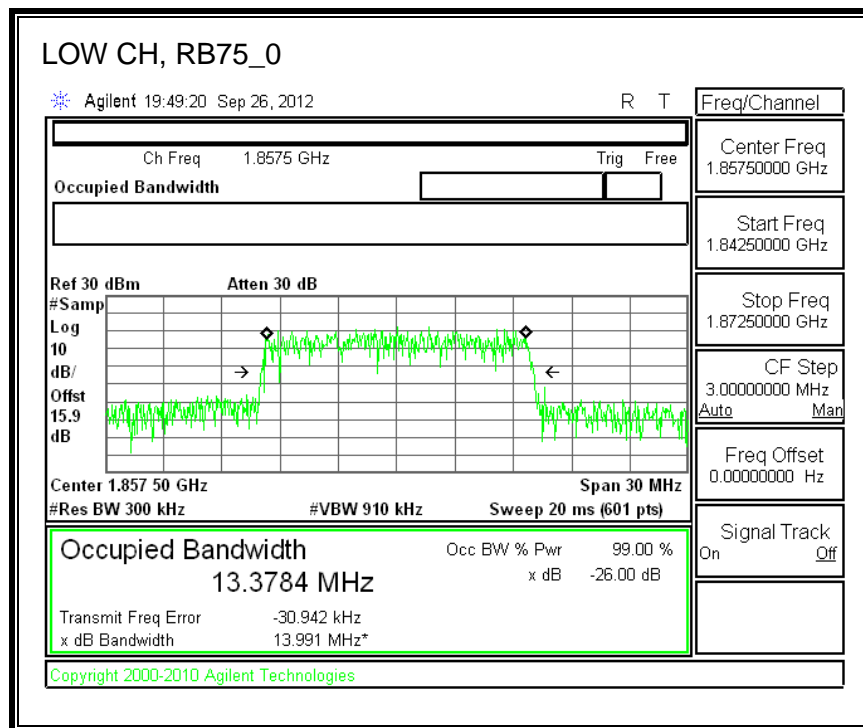 LOW CH, RB75_0
Agilent 19:49:20 Sep 26, 2012 R T
Freq/Channel
Ch Freq 1.8575 GHz Trig Free
Occupied Bandwidth
Center Freq
1.85750000 GHz
Start Freq
1.84250000 GHz
Stop Freq
1.87250000 GHz
CF Step
3.00000000 MHz
Auto Man
Freq Offset
0.00000000 Hz
Signal Track
On Off
Ref 30 dBm Atten 30 dB
#Samp
Log
10
dB/
Offst
15.9
dB
Center 1.857 50 GHz Span 30 MHz
#Res BW 300 kHz #VBW 910 kHz Sweep 20 ms (601 pts)
Occupied Bandwidth Occ BW % Pwr 99.00 %
13.3784 MHz x dB -26.00 dB
Transmit Freq Error -30.942 kHz
x dB Bandwidth 13.991 MHz*
Copyright 2000-2010 Agilent Technologies